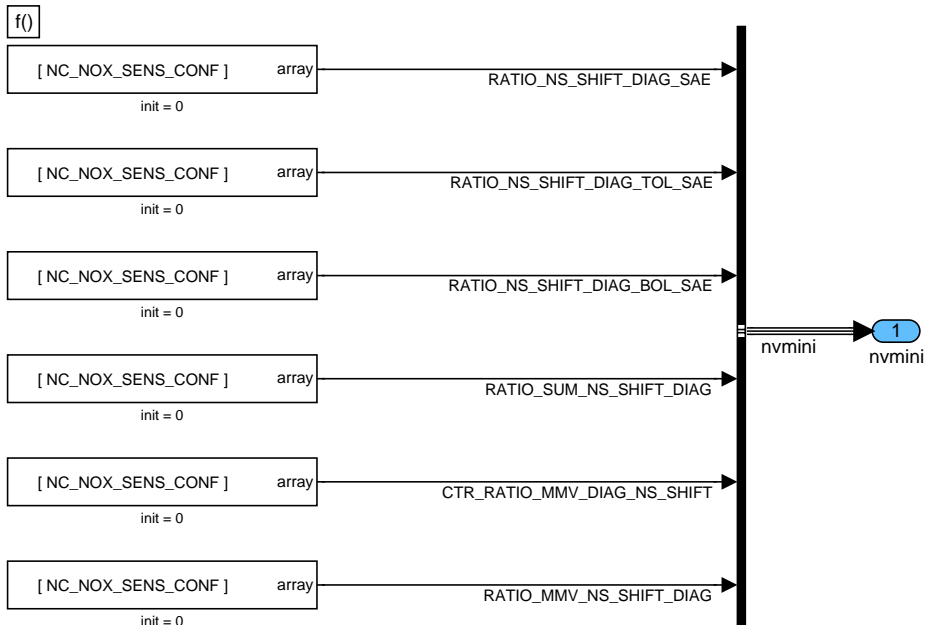 f()
[ NC_NOX_SENS_CONF ] array
RATIO_NS_SHIFT_DIAG_SAE
init = 0
[ NC_NOX_SENS_CONF ] array
RATIO_NS_SHIFT_DIAG_TOL_SAE
init = 0
[ NC_NOX_SENS_CONF ] array
RATIO_NS_SHIFT_DIAG_BOL_SAE
init = 0
1
nvmini
nvmini
[ NC_NOX_SENS_CONF ] array
RATIO_SUM_NS_SHIFT_DIAG
init = 0
[ NC_NOX_SENS_CONF ] array
CTR_RATIO_MMV_DIAG_NS_SHIFT
init = 0
[ NC_NOX_SENS_CONF ] array
RATIO_MMV_NS_SHIFT_DIAG
init = 0